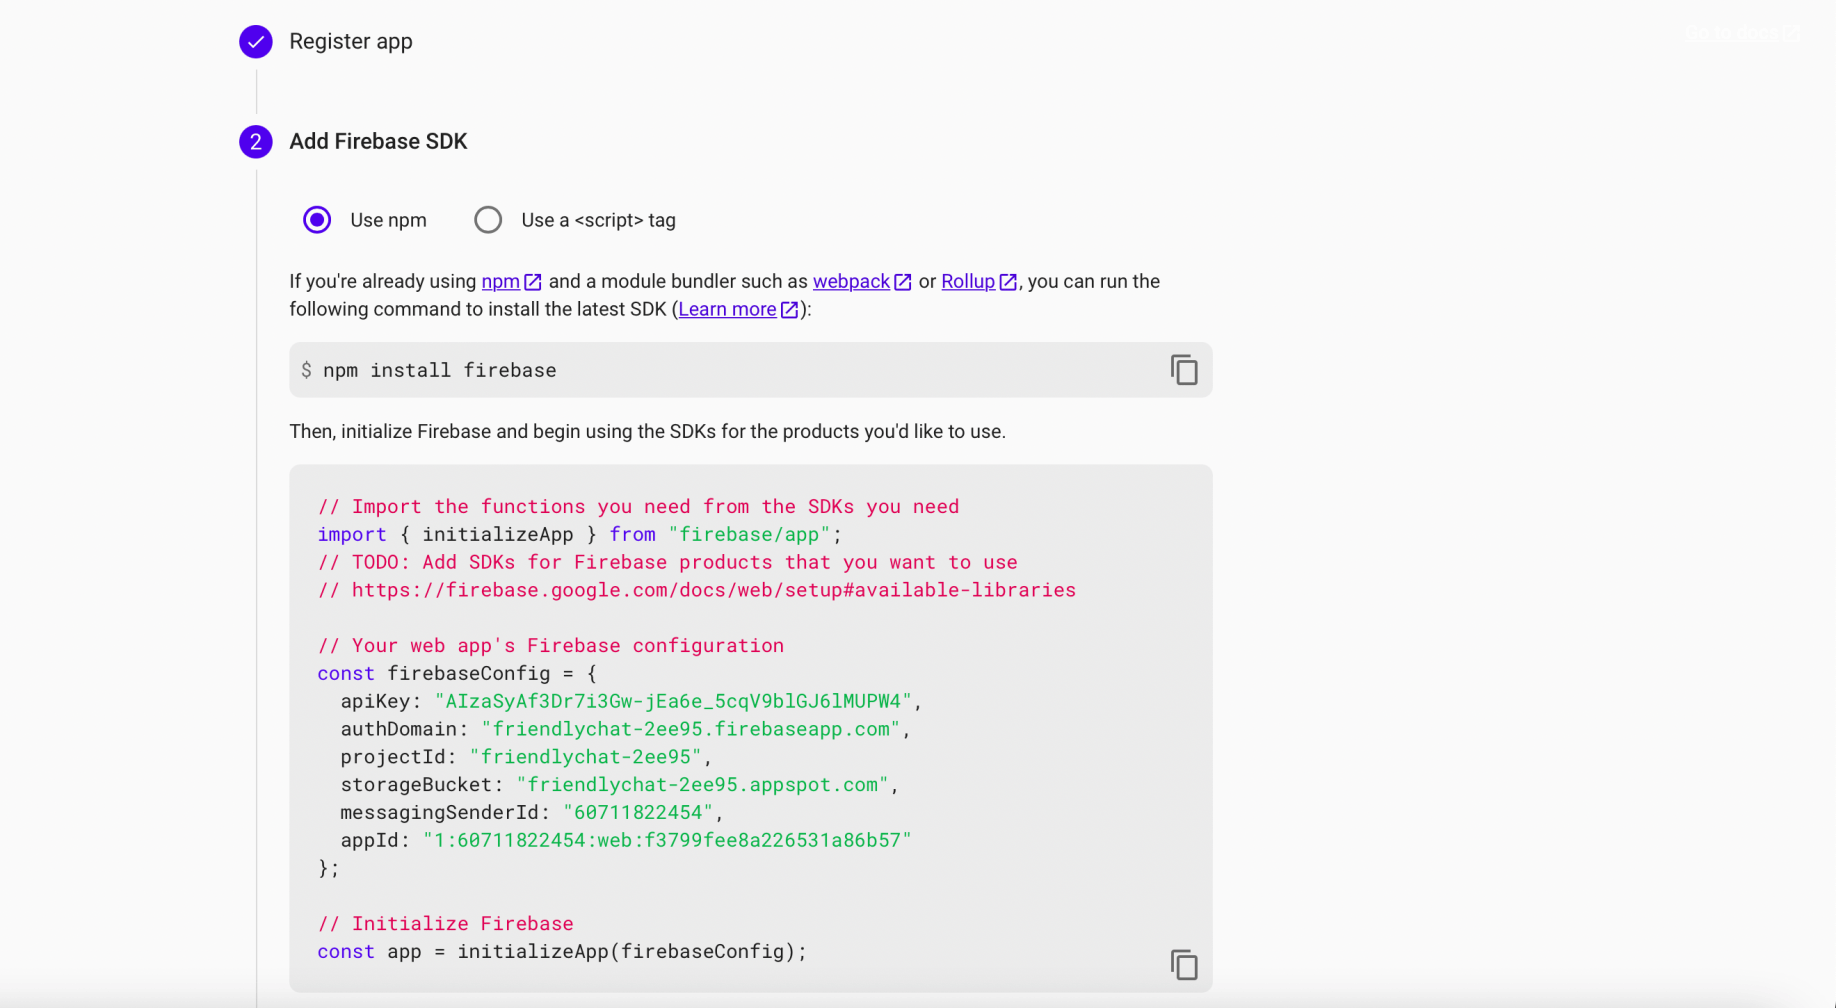 Register app
Go to docs
2 Add Firebase SDK
Use npm Use a <script> tag
If you're already using npm and a module bundler such as webpack or Rollup, you can run the
following command to install the latest SDK (Learn more):
$ npm install firebase
Then, initialize Firebase and begin using the SDKs for the products you'd like to use.
// Import the functions you need from the SDKs you need
import { initializeApp } from "firebase/app";
// TODO: Add SDKs for Firebase products that you want to use
// https://firebase.google.com/docs/web/setup#available-libraries
// Your web app's Firebase configuration
const firebaseConfig = {
  apiKey: "AIzaSyAf3Dr7i3Gw-jEa6e_5cqV9blGJ6lMUPW4",
  authDomain: "friendlychat-2ee95.firebaseapp.com",
  projectId: "friendlychat-2ee95",
  storageBucket: "friendlychat-2ee95.appspot.com",
  messagingSenderId: "60711822454",
  appId: "1:60711822454:web:f3799fee8a226531a86b57"
};
// Initialize Firebase
const app = initializeApp(firebaseConfig);